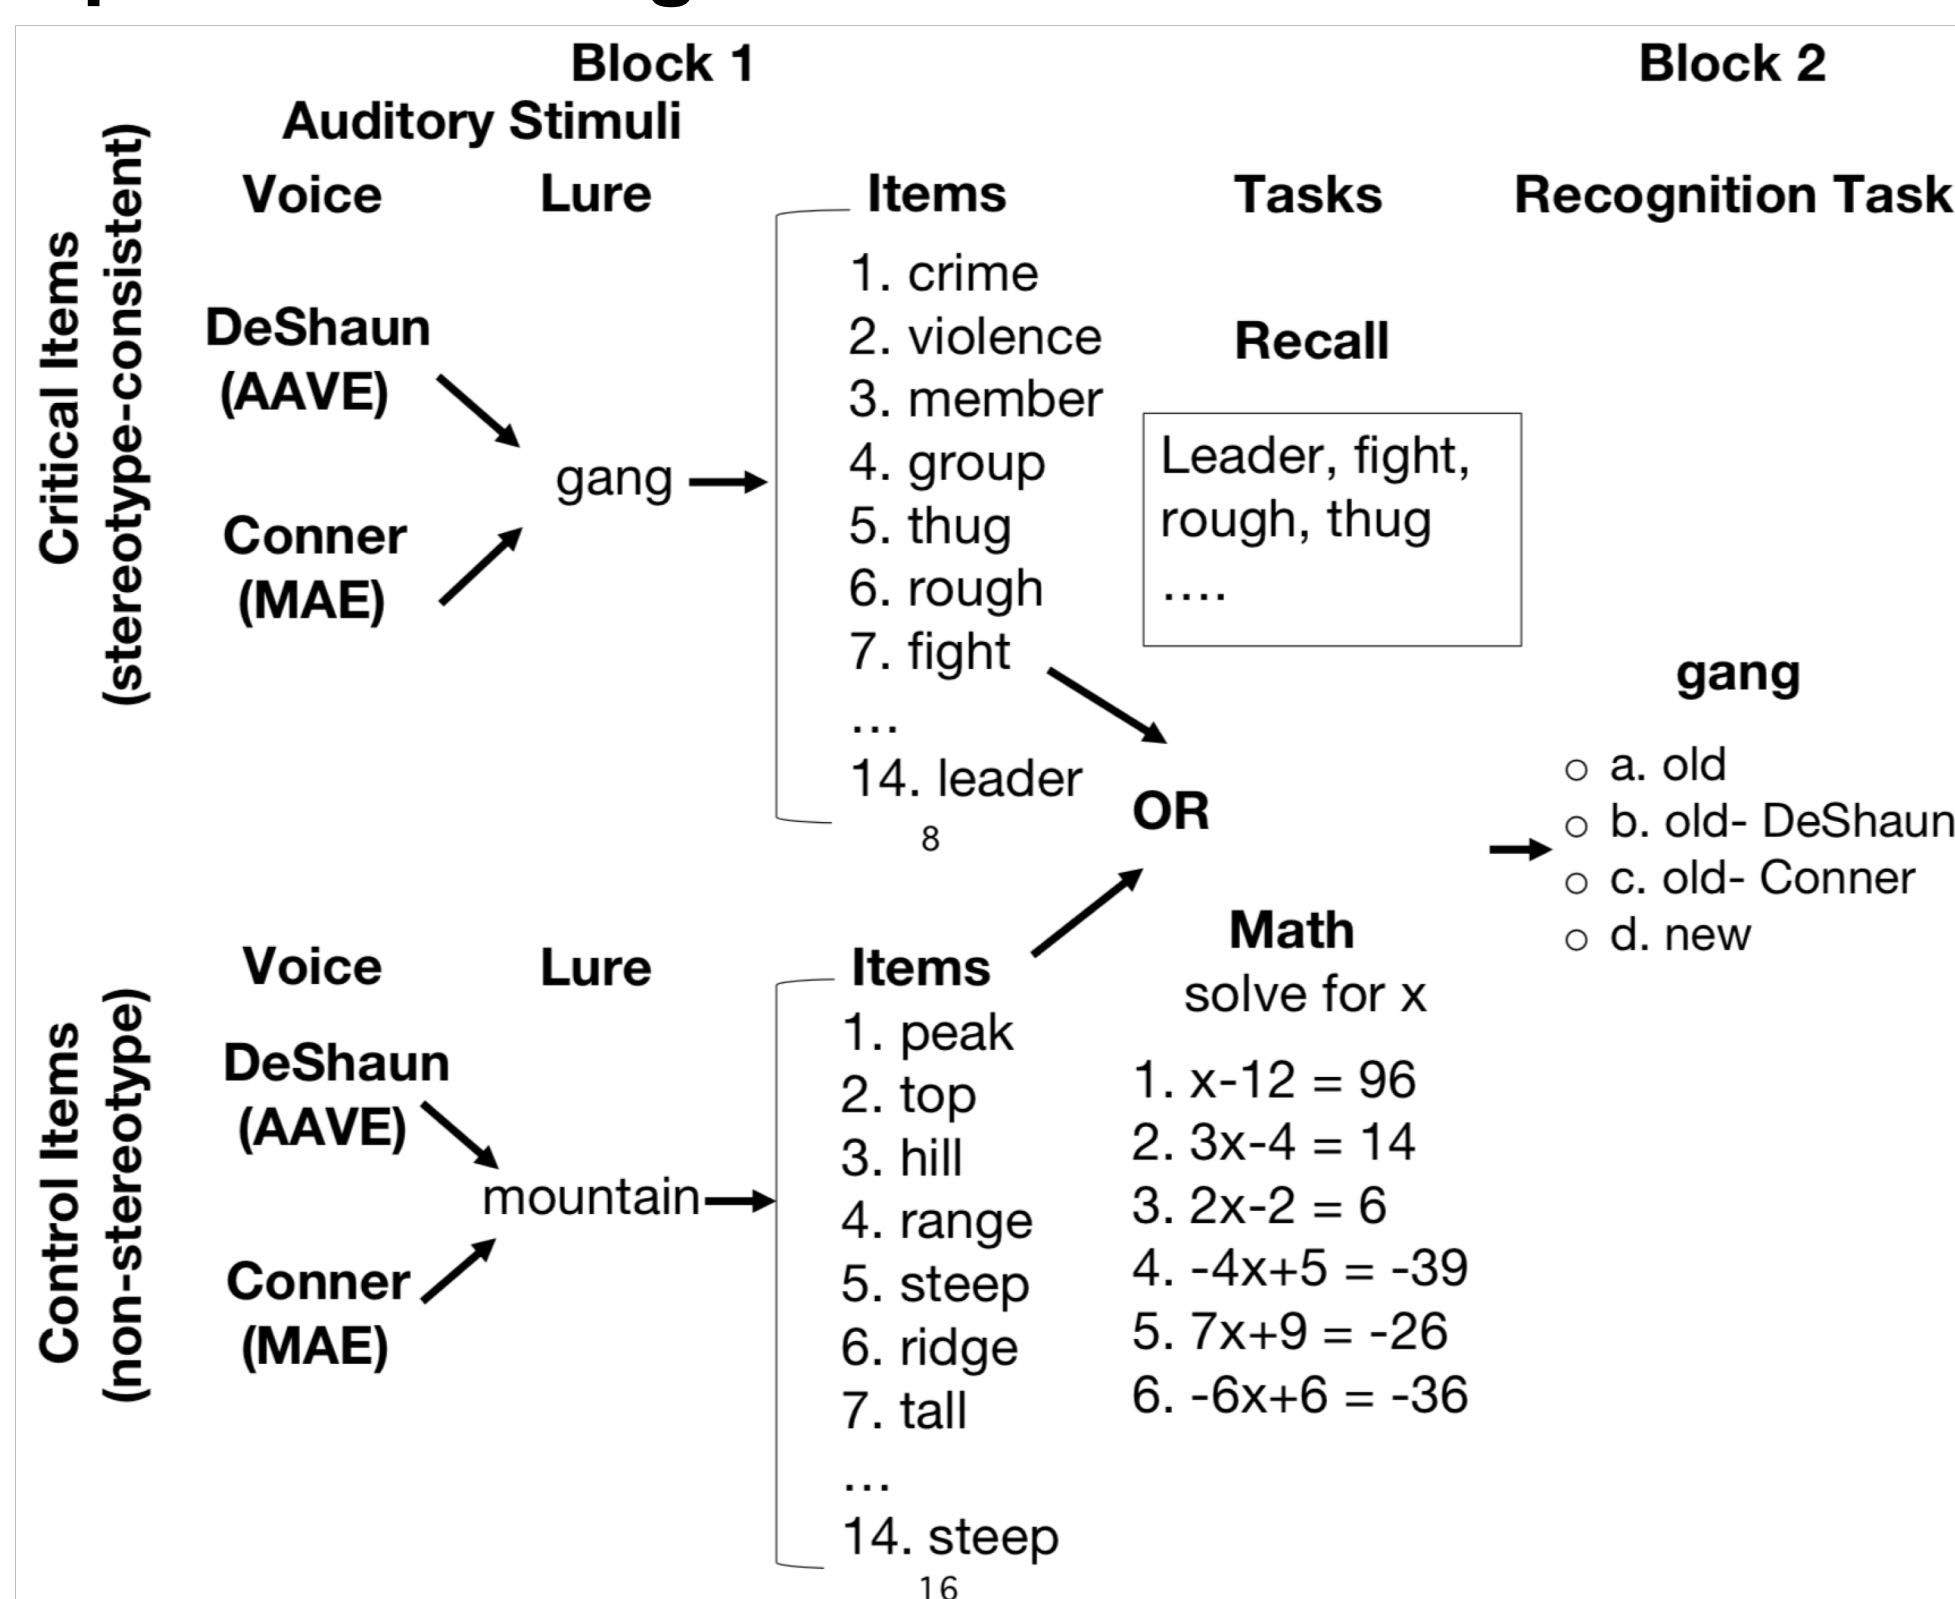 Block 1
Block 2
Auditory Stimuli
Voice
Lure
Items
Tasks
Recognition Task
Critical Items
(stereotype-consistent)
DeShaun
(AAVE)
Conner
(MAE)
gang
1. crime
2. violence
3. member
4. group
5. thug
6. rough
7. fight
...
14. leader
8
Recall
Leader, fight,
rough, thug
....
OR
gang
a. old
b. old- DeShaun
c. old- Conner
d. new
Control Items
(non-stereotype)
Voice
Lure
Items
DeShaun
(AAVE)
Conner
(MAE)
mountain
1. peak
2. top
3. hill
4. range
5. steep
6. ridge
7. tall
...
14. steep
16
Math
solve for x
1. x-12 = 96
2. 3x-4 = 14
3. 2x-2 = 6
4. -4x+5 = -39
5. 7x+9 = -26
6. -6x+6 = -36